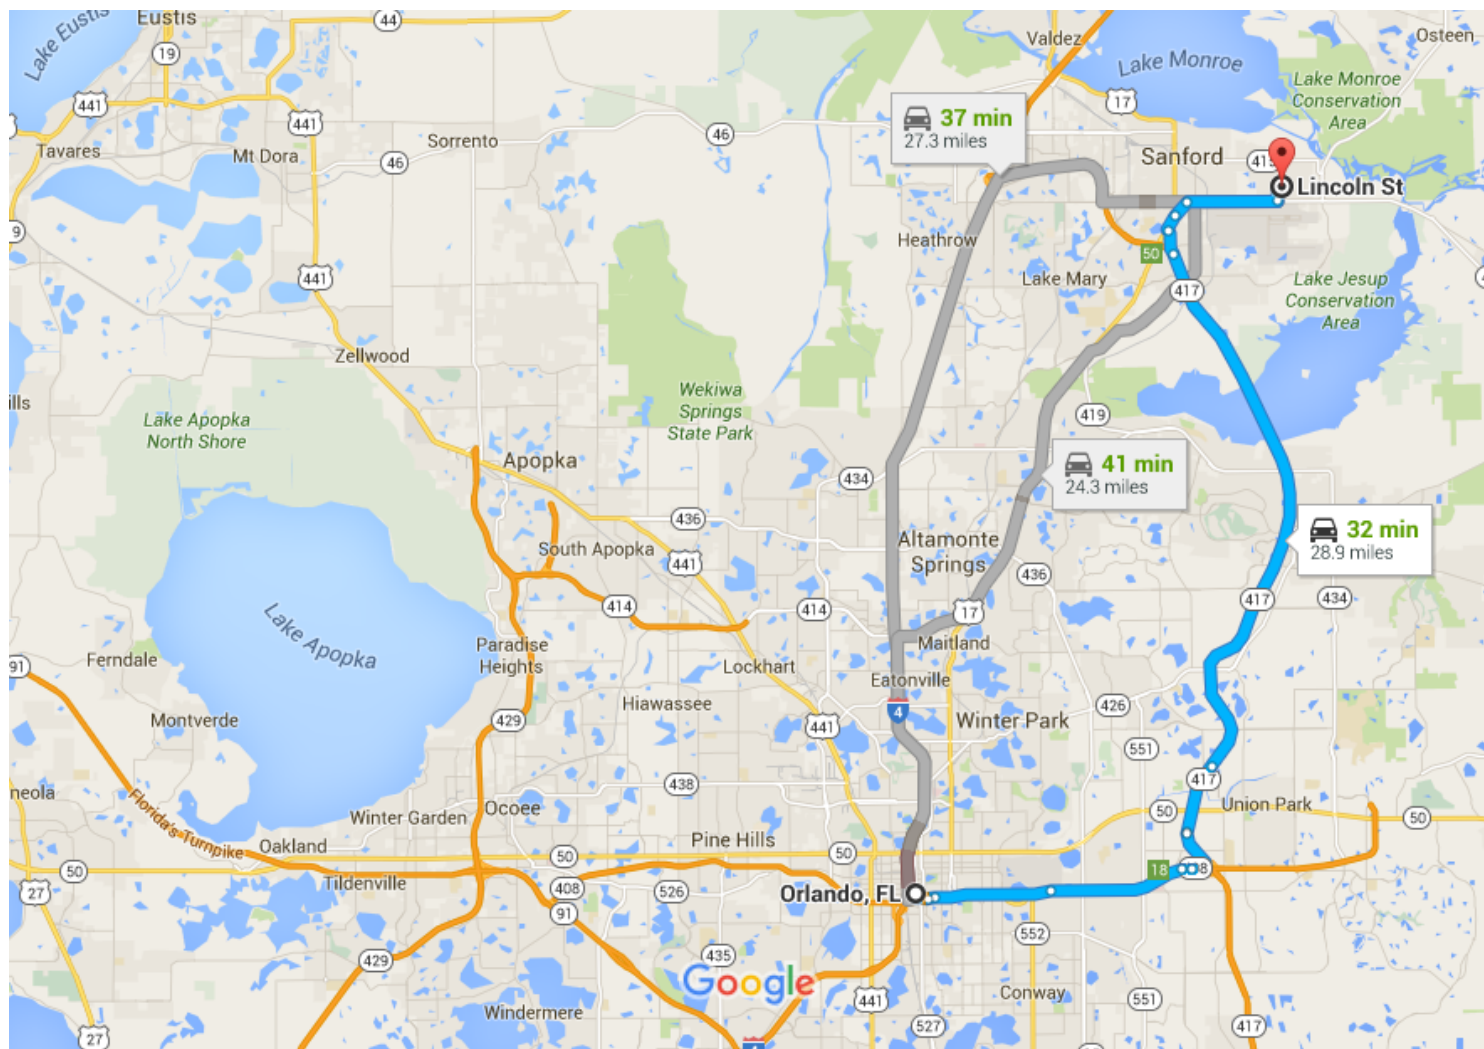 Eustis
44
Valdez
Osteen
Lake Eustis
19
Lake Monroe
Lake Monroe
Conservation
Area
441
17
37 min
27.3 miles
441
46
Tavares
Mt Dora
46
Sorrento
Sanford
Lincoln St
9
Heathrow
50
Lake Mary
441
417
Lake Jesup
Conservation
Area
Zellwood
Wekiwa
Springs
State Park
ills
Lake Apopka
North Shore
419
Apopka
434
41 min
24.3 miles
436
South Apopka
441
Altamonte
Springs
32 min
28.9 miles
436
414
414
17
417
434
Lake Apopka
Paradise
Heights
Maitland
91
Ferndale
Lockhart
Eatonville
Hiawassee
4
426
Montverde
429
441
Winter Park
551
417
neola
438
Florida's Turnpike
Winter Garden
Ocoee
50
Union Park
50
Oakland
Pine Hills
50
50
50
Tildenville
408
526
18
8
27
91
Orlando, FL
552
429
435
Google
441
Conway
551
Windermere
527
417
27